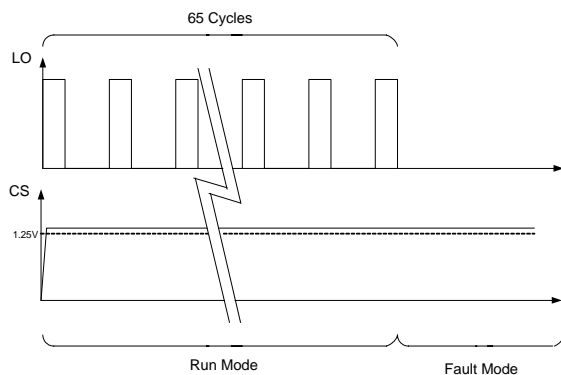 65 Cycles
LO
CS
1.25V
Run Mode
Fault Mode